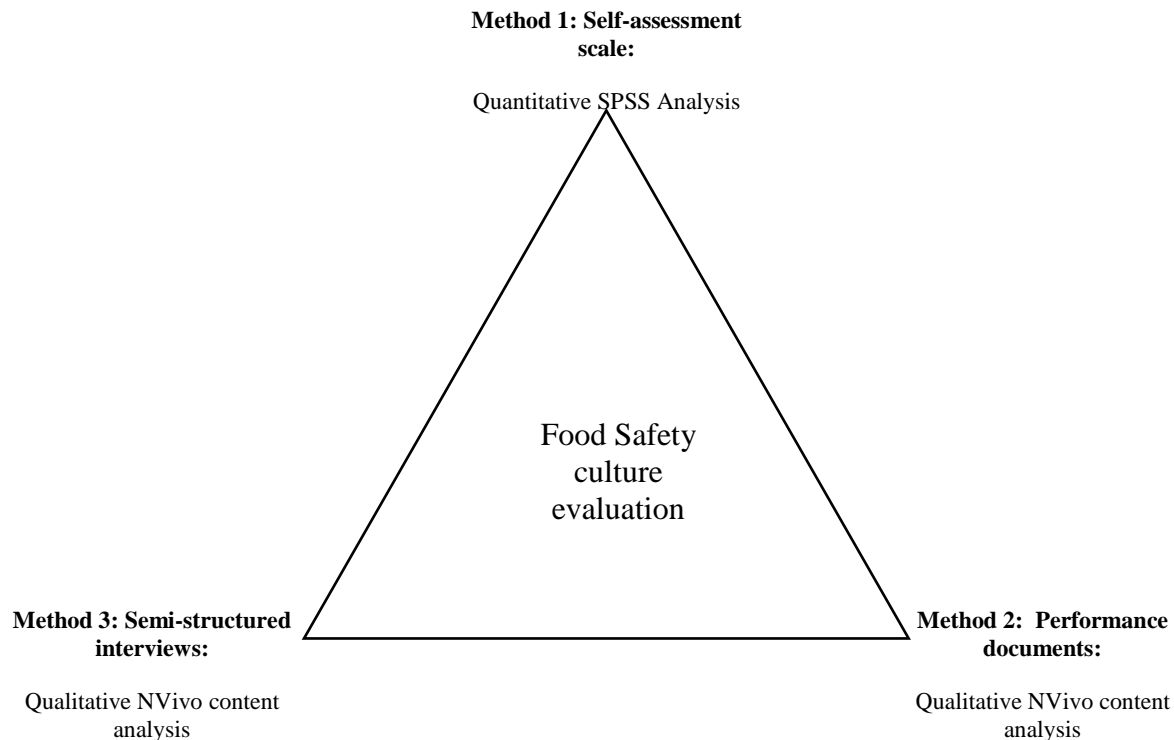 Method 1: Self-assessment
scale:
Quantitative SPSS Analysis
Food Safety
culture
evaluation
Method 3: Semi-structured
interviews:
Qualitative NVivo content
analysis
Method 2: Performance
documents:
Qualitative NVivo content
analysis